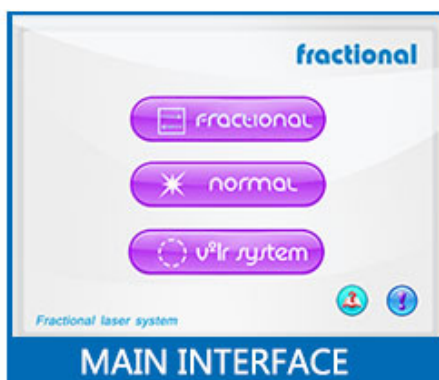 fractional
fractional
normal
v²lr system
Fractional laser system
MAIN INTERFACE